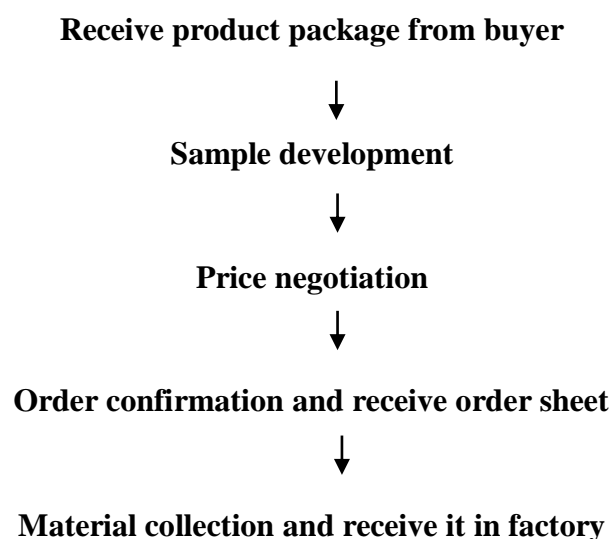 Receive product package from buyer
Sample development
Price negotiation
Order confirmation and receive order sheet
Material collection and receive it in factory